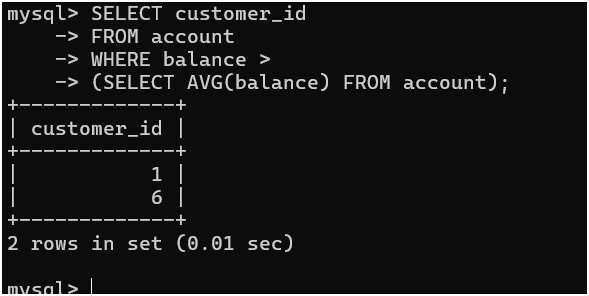 mysql> SELECT customer_id
    -> FROM account
    -> WHERE balance >
    -> (SELECT AVG(balance) FROM account);
+-------------+
| customer_id |
+-------------+
|           1 |
|           6 |
+-------------+
2 rows in set (0.01 sec)

mysql>